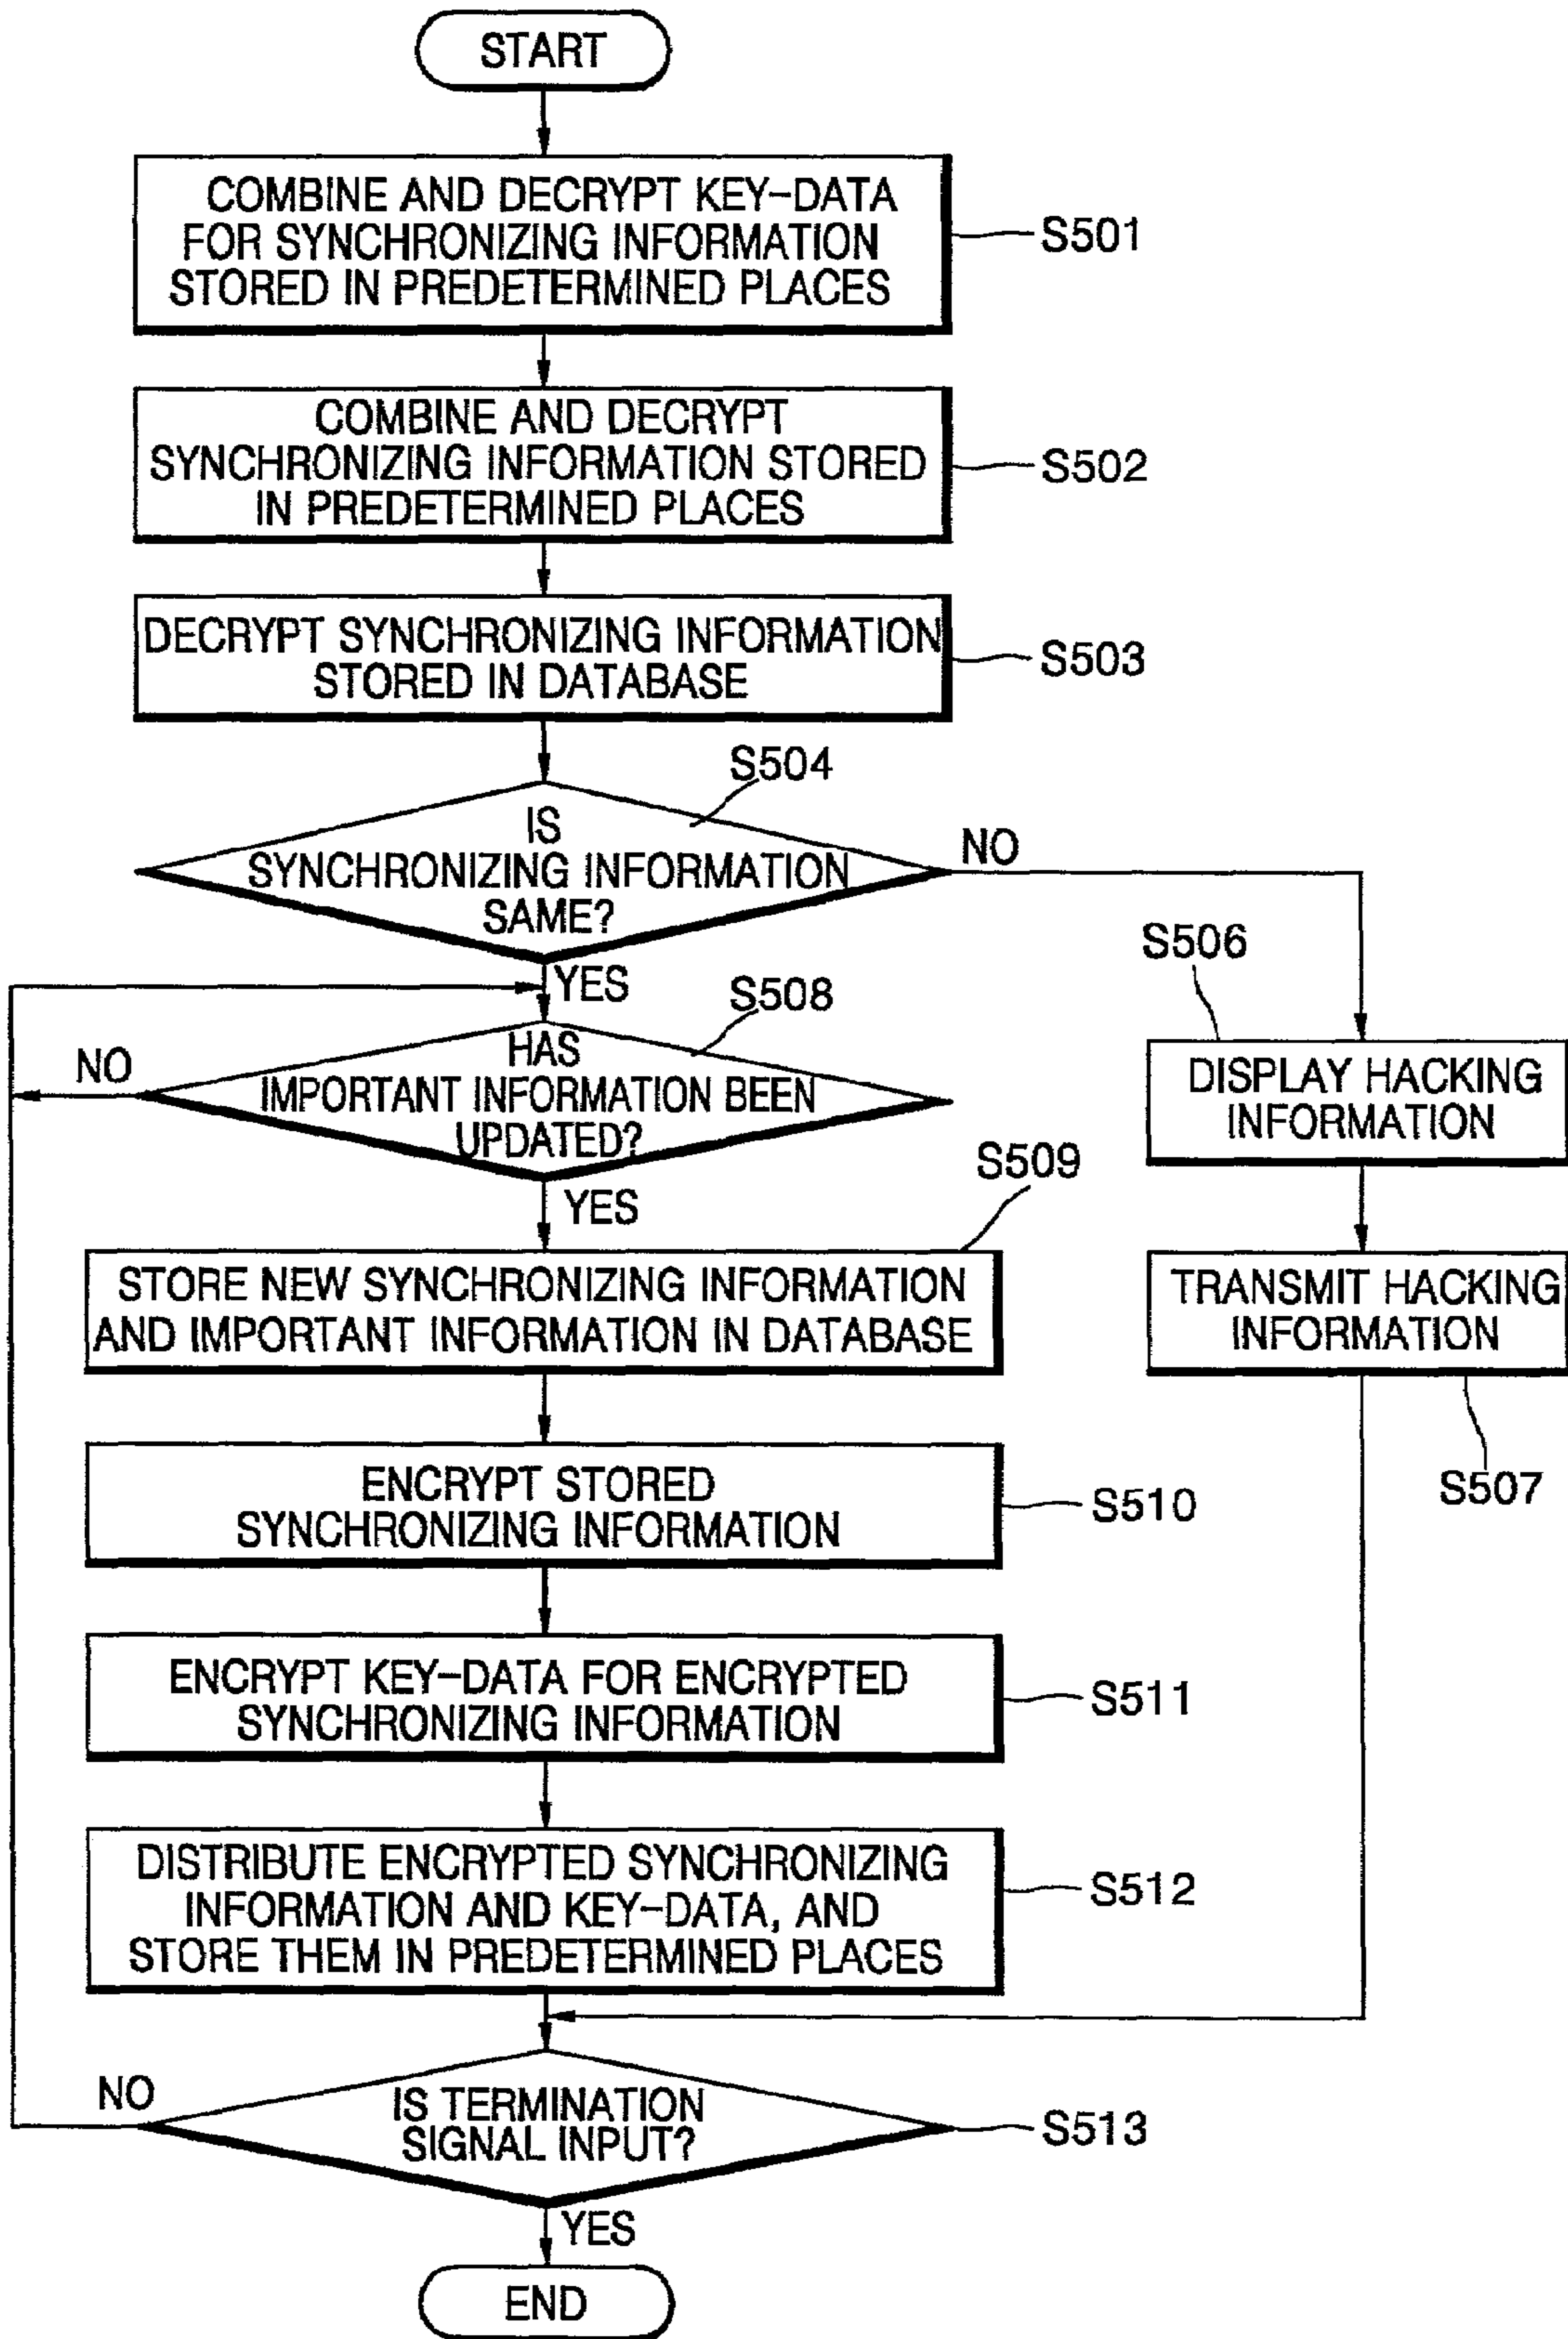 START
COMBINE AND DECRYPT KEY-DATA
FOR SYNCHRONIZING INFORMATION
STORED IN PREDETERMINED PLACES
S501
COMBINE AND DECRYPT
SYNCHRONIZING INFORMATION STORED
IN PREDETERMINED PLACES
S502
DECRYPT SYNCHRONIZING INFORMATION
STORED IN DATABASE
S503
S504
IS
SYNCHRONIZING INFORMATION
SAME?
NO
YES
S506
DISPLAY HACKING
INFORMATION
TRANSMIT HACKING
INFORMATION
S507
S508
HAS
IMPORTANT INFORMATION BEEN
UPDATED?
NO
YES
S509
STORE NEW SYNCHRONIZING INFORMATION
AND IMPORTANT INFORMATION IN DATABASE
ENCRYPT STORED
SYNCHRONIZING INFORMATION
S510
ENCRYPT KEY-DATA FOR ENCRYPTED
SYNCHRONIZING INFORMATION
S511
DISTRIBUTE ENCRYPTED SYNCHRONIZING
INFORMATION AND KEY-DATA, AND
STORE THEM IN PREDETERMINED PLACES
S512
NO
IS TERMINATION
SIGNAL INPUT?
S513
YES
END